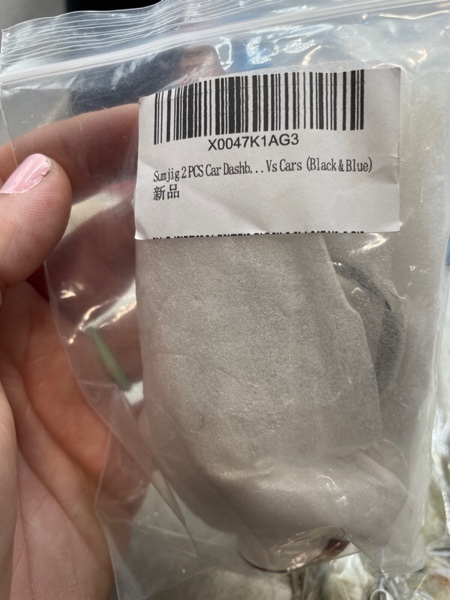 X0047K1AG3
Sumjig 2 PCS Car Dashb...Vs Cars (Black&Blue)
新品